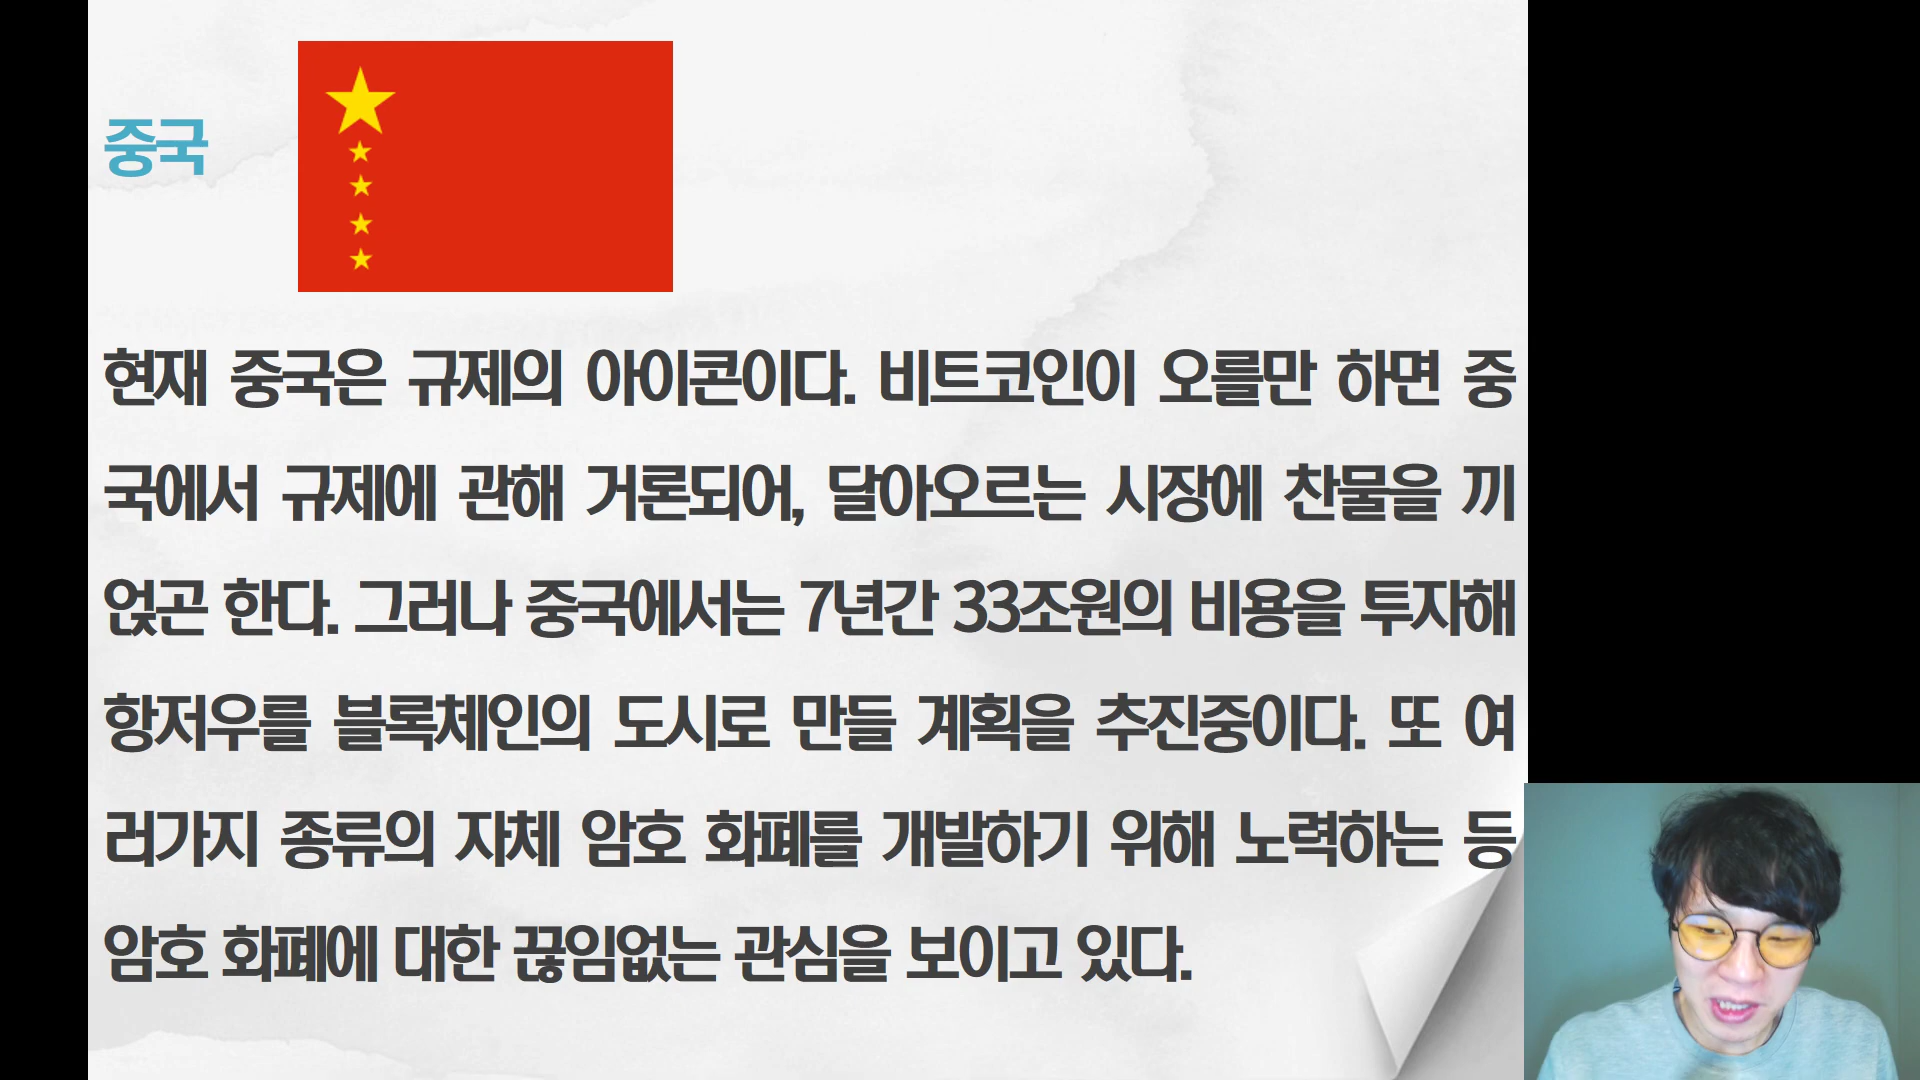 중국
현재 중국은 규제의 아이콘이다. 비트코인이 오를만 하면 중
국에서 규제에 관해 거론되어, 달아오르는 시장에 찬물을 끼
얹곤 한다. 그러나 중국에서는 7년간 33조원의 비용을 투자해
항저우를 블록체인의 도시로 만들 계획을 추진중이다. 또 여
러가지 종류의 자체 암호 화폐를 개발하기 위해 노력하는 등
암호 화폐에 대한 끊임없는 관심을 보이고 있다.